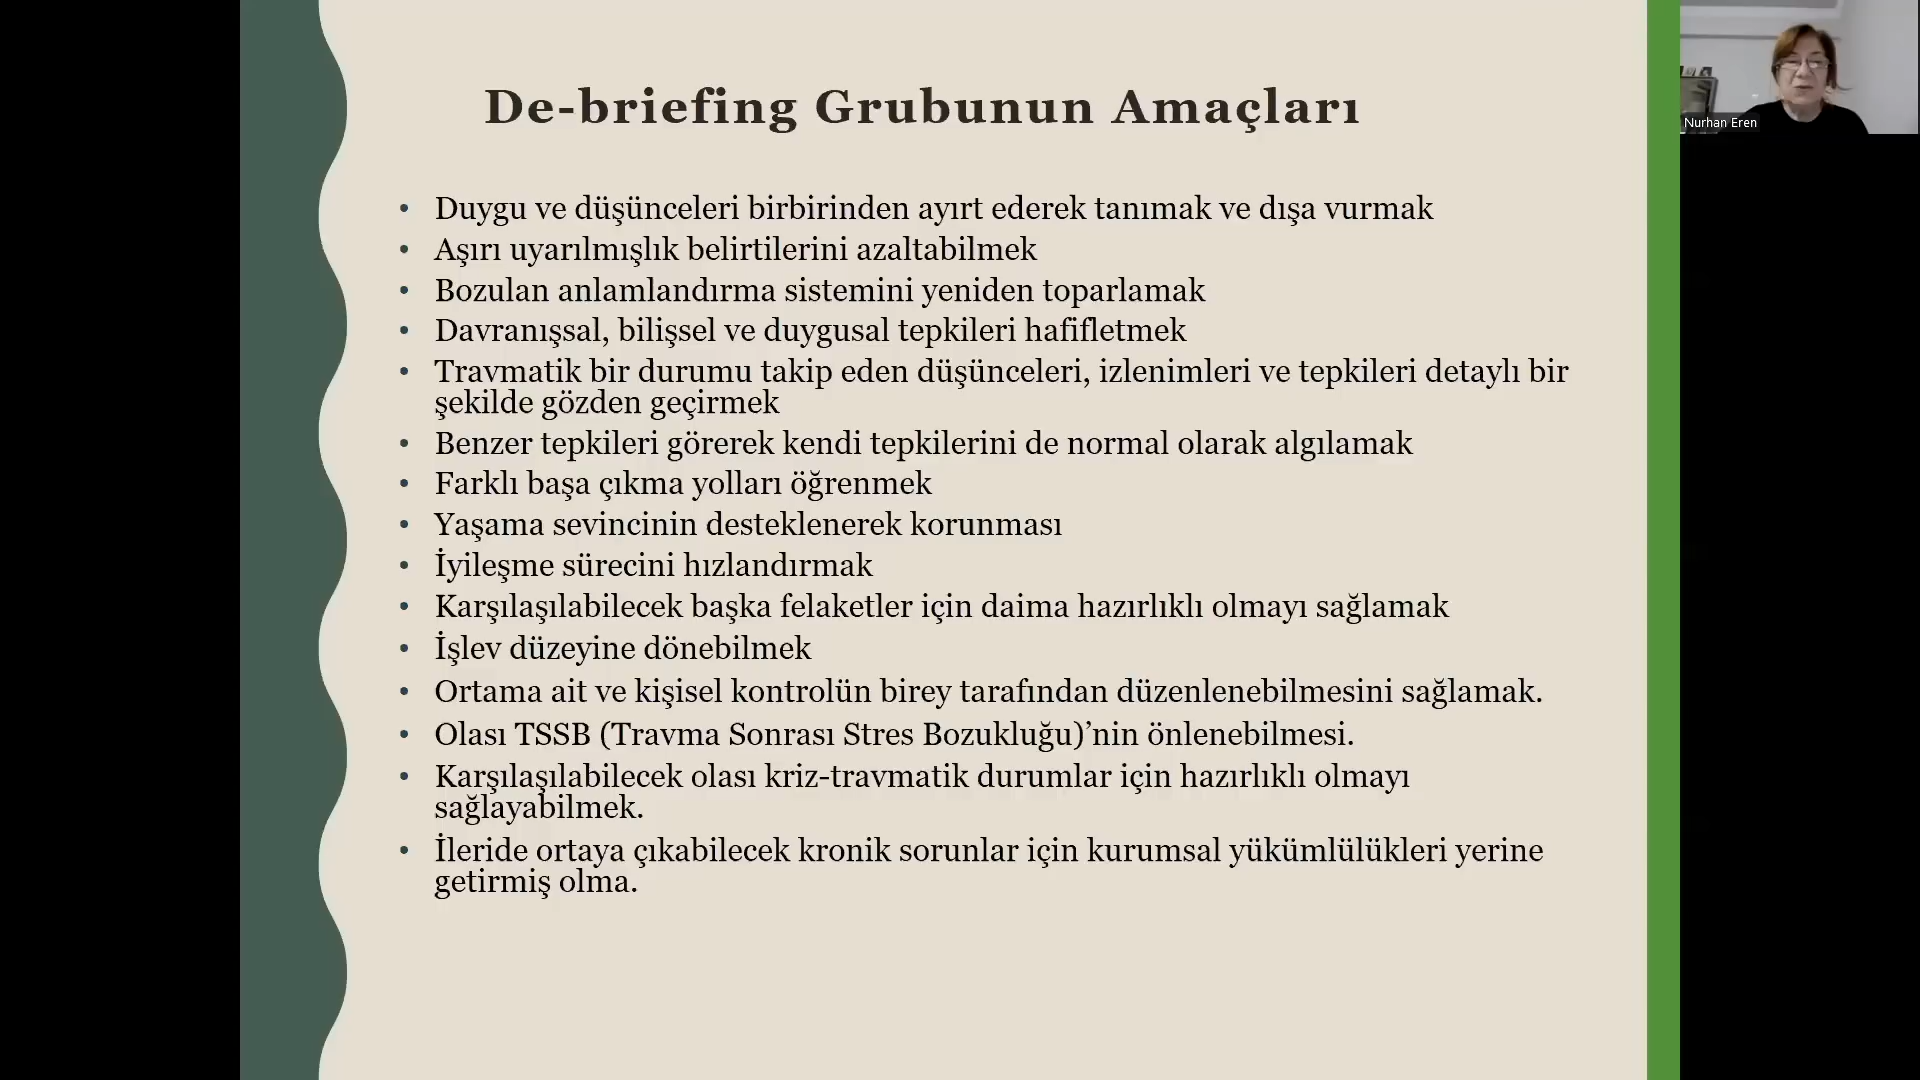 De-briefing Grubunun Amaçları
• Duygu ve düşünceleri birbirinden ayırt ederek tanımak ve dışa vurmak
• Aşırı uyarılmışlık belirtilerini azaltabilmek
• Bozulan anlamlandırma sistemini yeniden toparlamak
• Davranışsal, bilişsel ve duygusal tepkileri hafifletmek
• Travmatik bir durumu takip eden düşünceleri, izlenimleri ve tepkileri detaylı bir
şekilde gözden geçirmek
• Benzer tepkileri görerek kendi tepkilerini de normal olarak algılamak
• Farklı başa çıkma yolları öğrenmek
• Yaşama sevincinin desteklenerek korunması
• İyileşme sürecini hızlandırmak
• Karşılaşılabilecek başka felaketler için daima hazırlıklı olmayı sağlamak
• İşlev düzeyine dönebilmek
• Ortama ait ve kişisel kontrolün birey tarafından düzenlenebilmesini sağlamak.
• Olası TSSB (Travma Sonrası Stres Bozukluğu)’nin önlenebilmesi.
• Karşılaşılabilecek olası kriz-travmatik durumlar için hazırlıklı olmayı
sağlayabilmek.
• İleride ortaya çıkabilecek kronik sorunlar için kurumsal yükümlülükleri yerine
getirmiş olma.
Nurhan Eren